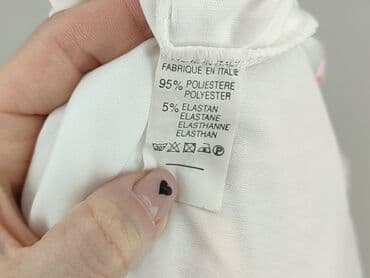 FABRIQUE EN ITALIE
95% POLIESTERE
POLYESTER
5% ELASTAN
ELASTANE
ELASTHANNE
ELASTHAN
P